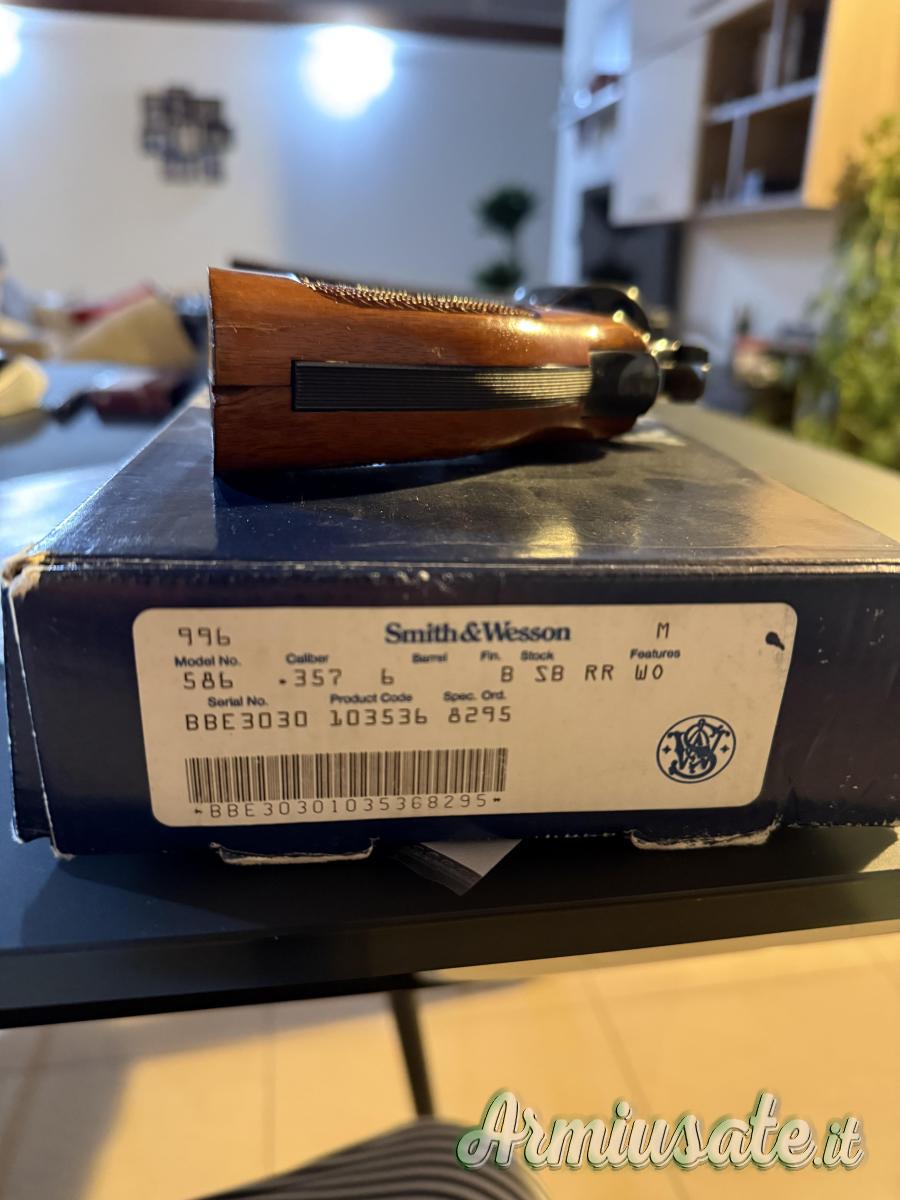 996 Smith & Wesson M
Model No. Caliber Barrel Fin. Stock Features
586 .357 6 B SB RR WO
Serial No. Product Code Spec. Ord.
BBE3030 103536 8295
*BBE30301035368295*
Armiusate.it